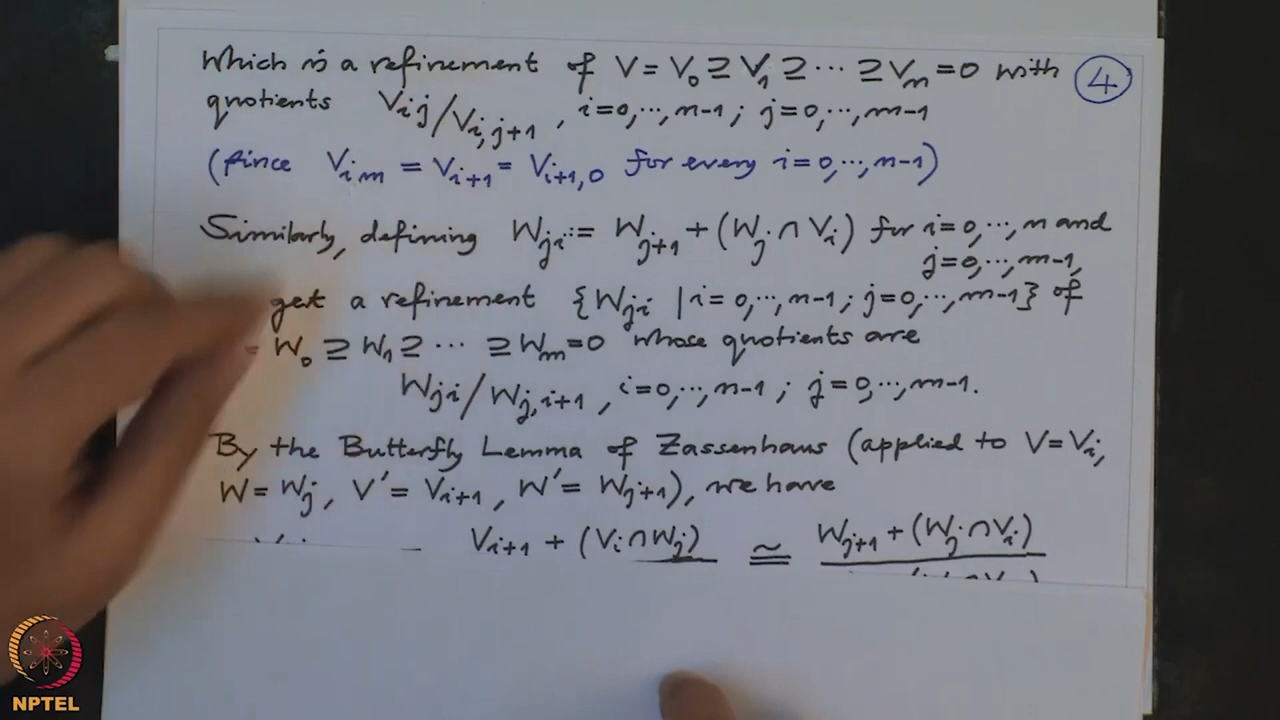 Which is a refinement of V = V₀ ⊇ V₁ ⊇ ⋯ ⊇ Vₘ = 0 with
④
quotients Vᵢⱼ/Vᵢ,ⱼ₊₁ , i=0,⋯,n-1 ; j=0,⋯,m-1
(since Vᵢₘ = Vᵢ₊₁ = Vᵢ₊₁,₀ for every i=0,⋯,n-1)
Similarly, defining Wⱼᵢ := Wⱼ₊₁ + (Wⱼ ∩ Vᵢ) for i=0,⋯,n and
j=0,⋯,m-1,
get a refinement {Wⱼᵢ | i=0,⋯,n-1 ; j=0,⋯,m-1} of
= W₀ ⊇ W₁ ⊇ ⋯ ⊇ Wₘ = 0 whose quotients are
Wⱼᵢ/Wⱼ,ᵢ₊₁ , i=0,⋯,n-1 ; j=0,⋯,m-1.
By the Butterfly Lemma of Zassenhaus (applied to V=Vᵢ,
W = Wⱼ, V′ = Vᵢ₊₁, W′ = Wⱼ₊₁), we have
Vᵢ₊₁ + (Vᵢ∩Wⱼ) ≅ Wⱼ₊₁ + (Wⱼ∩Vᵢ)
NPTEL